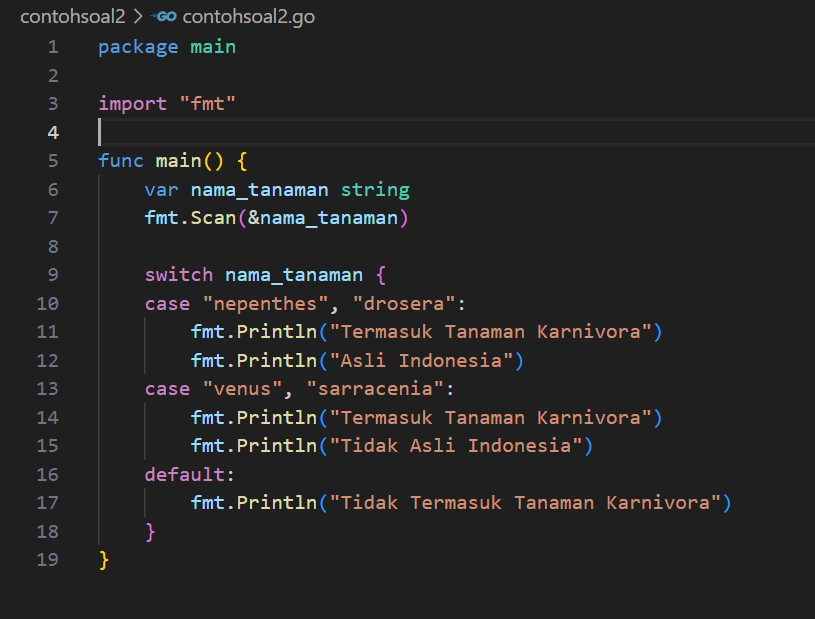 contohsoal2 > GO contohsoal2.go
1 package main
2
3 import "fmt"
4
5 func main() {
6     var nama_tanaman string
7     fmt.Scan(&nama_tanaman)
8
9     switch nama_tanaman {
10     case "nepenthes", "drosera":
11         fmt.Println("Termasuk Tanaman Karnivora")
12         fmt.Println("Asli Indonesia")
13     case "venus", "sarracenia":
14         fmt.Println("Termasuk Tanaman Karnivora")
15         fmt.Println("Tidak Asli Indonesia")
16     default:
17         fmt.Println("Tidak Termasuk Tanaman Karnivora")
18     }
19 }